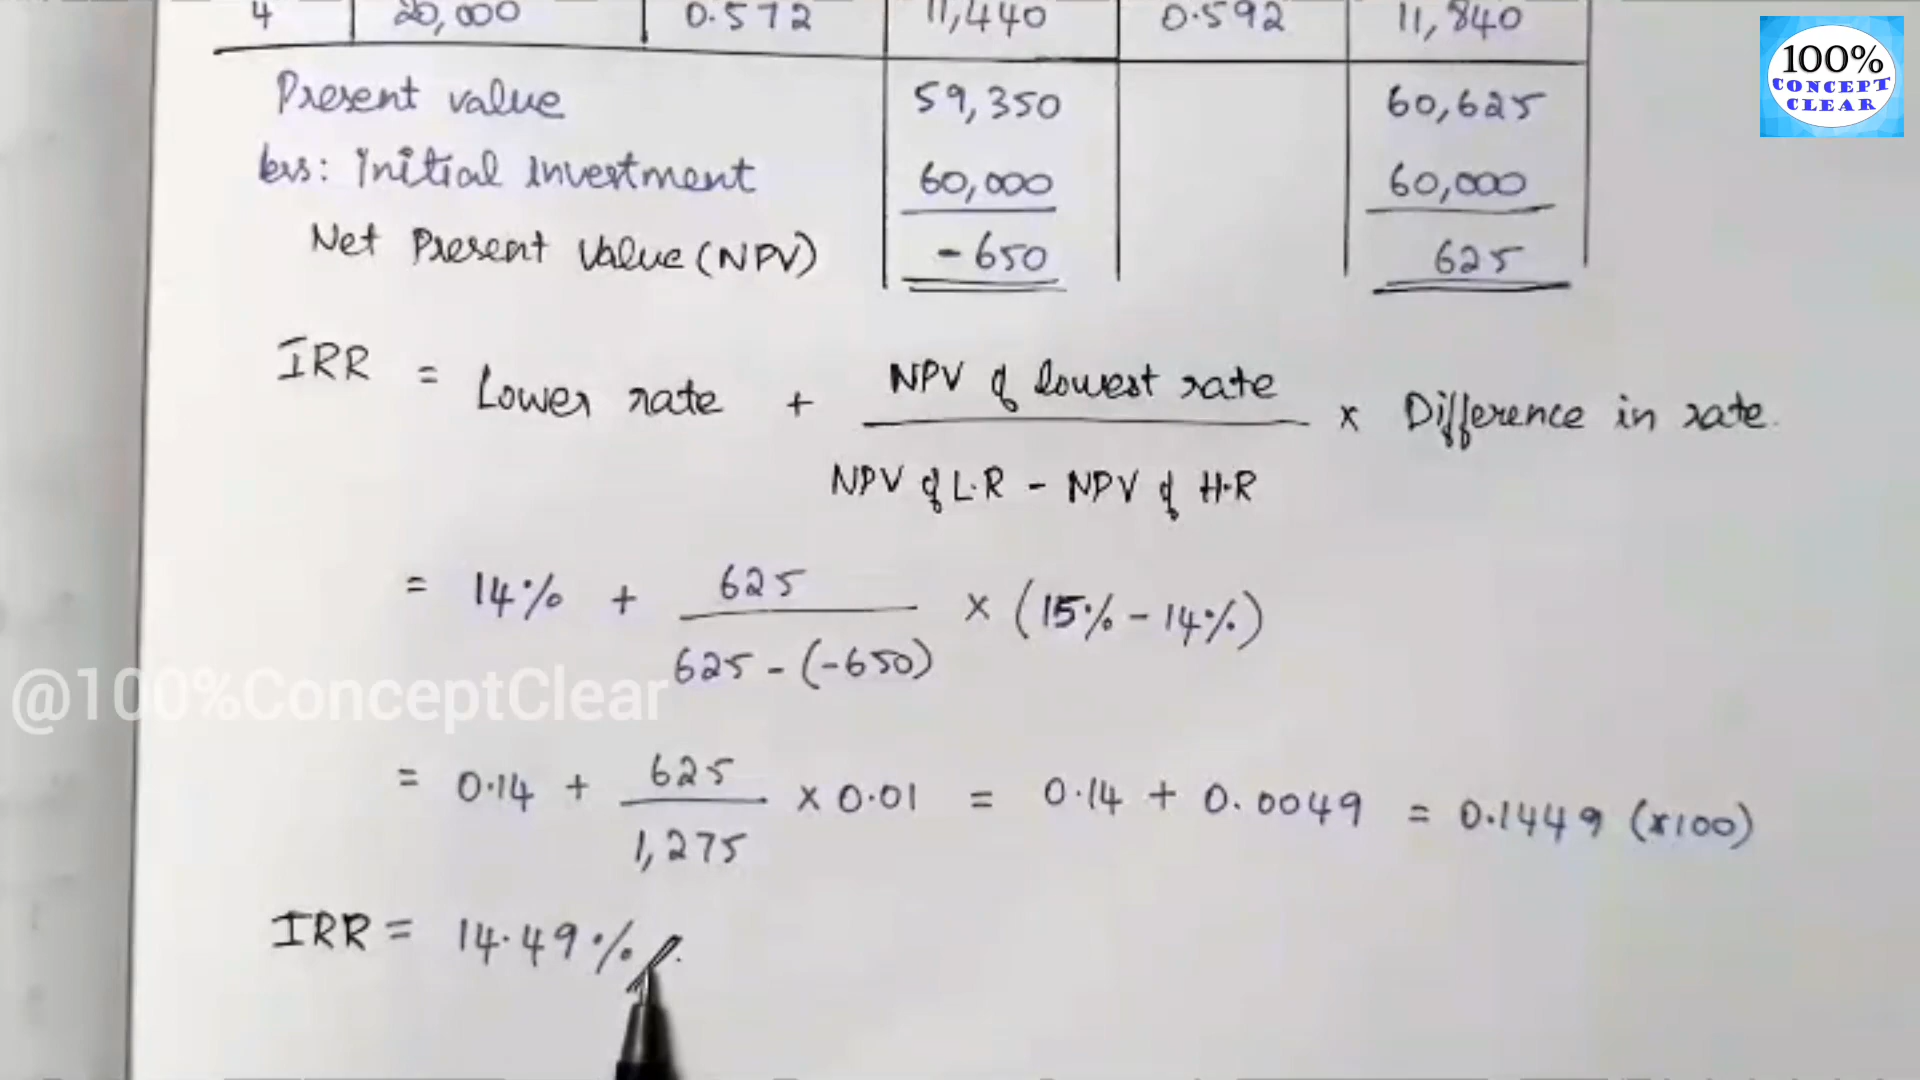 4 20,000 0.572 11,440 0.592 11,840
100%
CONCEPT
CLEAR
Present value 59,350 60,625
less: Initial Investment 60,000 60,000
Net Present Value (NPV) -650 625
IRR = Lower rate + NPV of lowest rate × Difference in rate.
NPV of L.R - NPV of H.R
= 14% + 625 × (15% - 14%)
625 - (-650)
@100%ConceptClear
= 0.14 + 625 × 0.01 = 0.14 + 0.0049 = 0.1449 (×100)
1,275
IRR = 14.49%